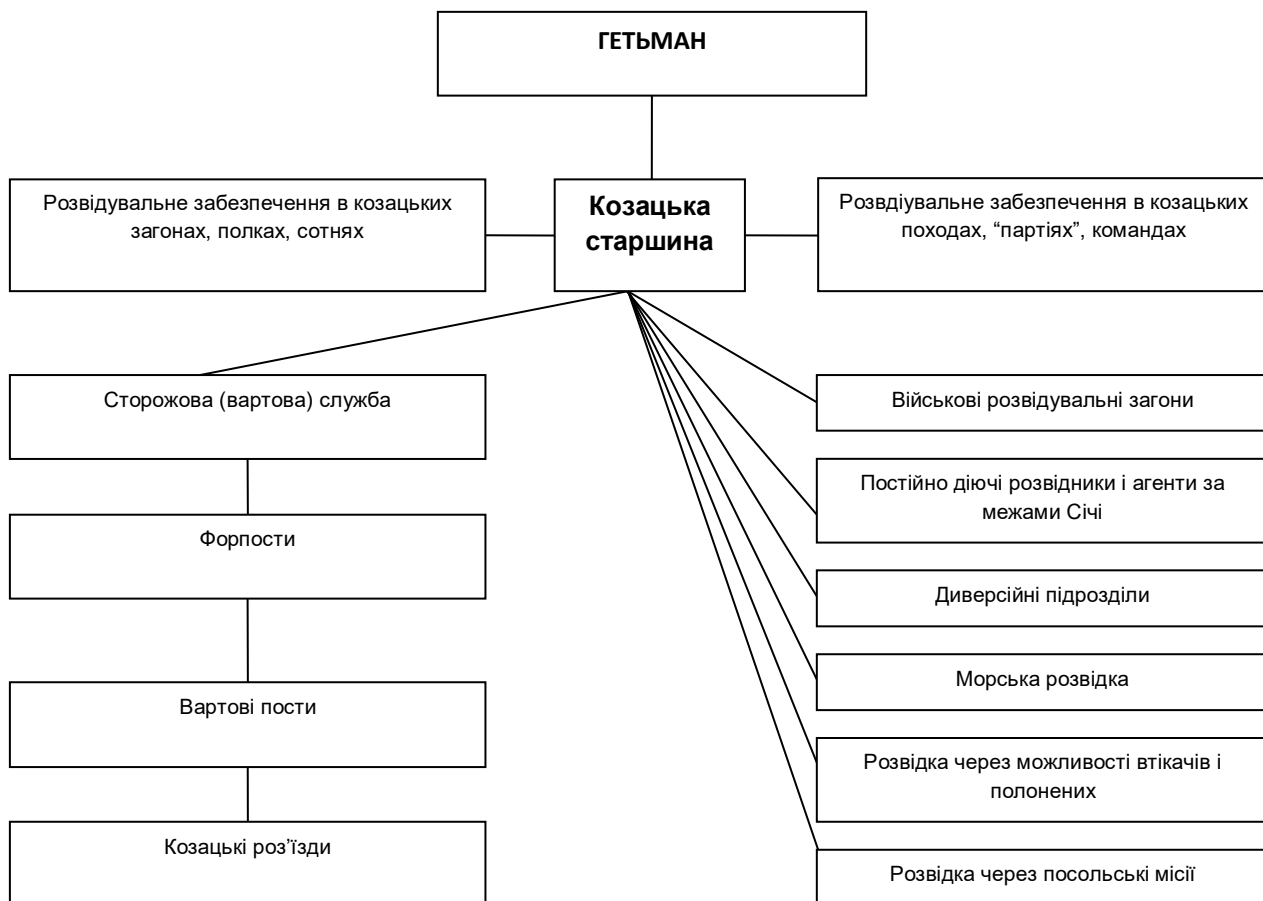 ГЕТЬМАН
Розвідувальне забезпечення в козацьких
загонах, полках, сотнях
Козацька
старшина
Розвдіувальне забезпечення в козацьких
походах, “партіях”, командах
Сторожова (вартова) служба
Форпости
Вартові пости
Козацькі роз’їзди
Військові розвідувальні загони
Постійно діючі розвідники і агенти за
межами Січі
Диверсійні підрозділи
Морська розвідка
Розвідка через можливості втікачів і
полонених
Розвідка через посольські місії